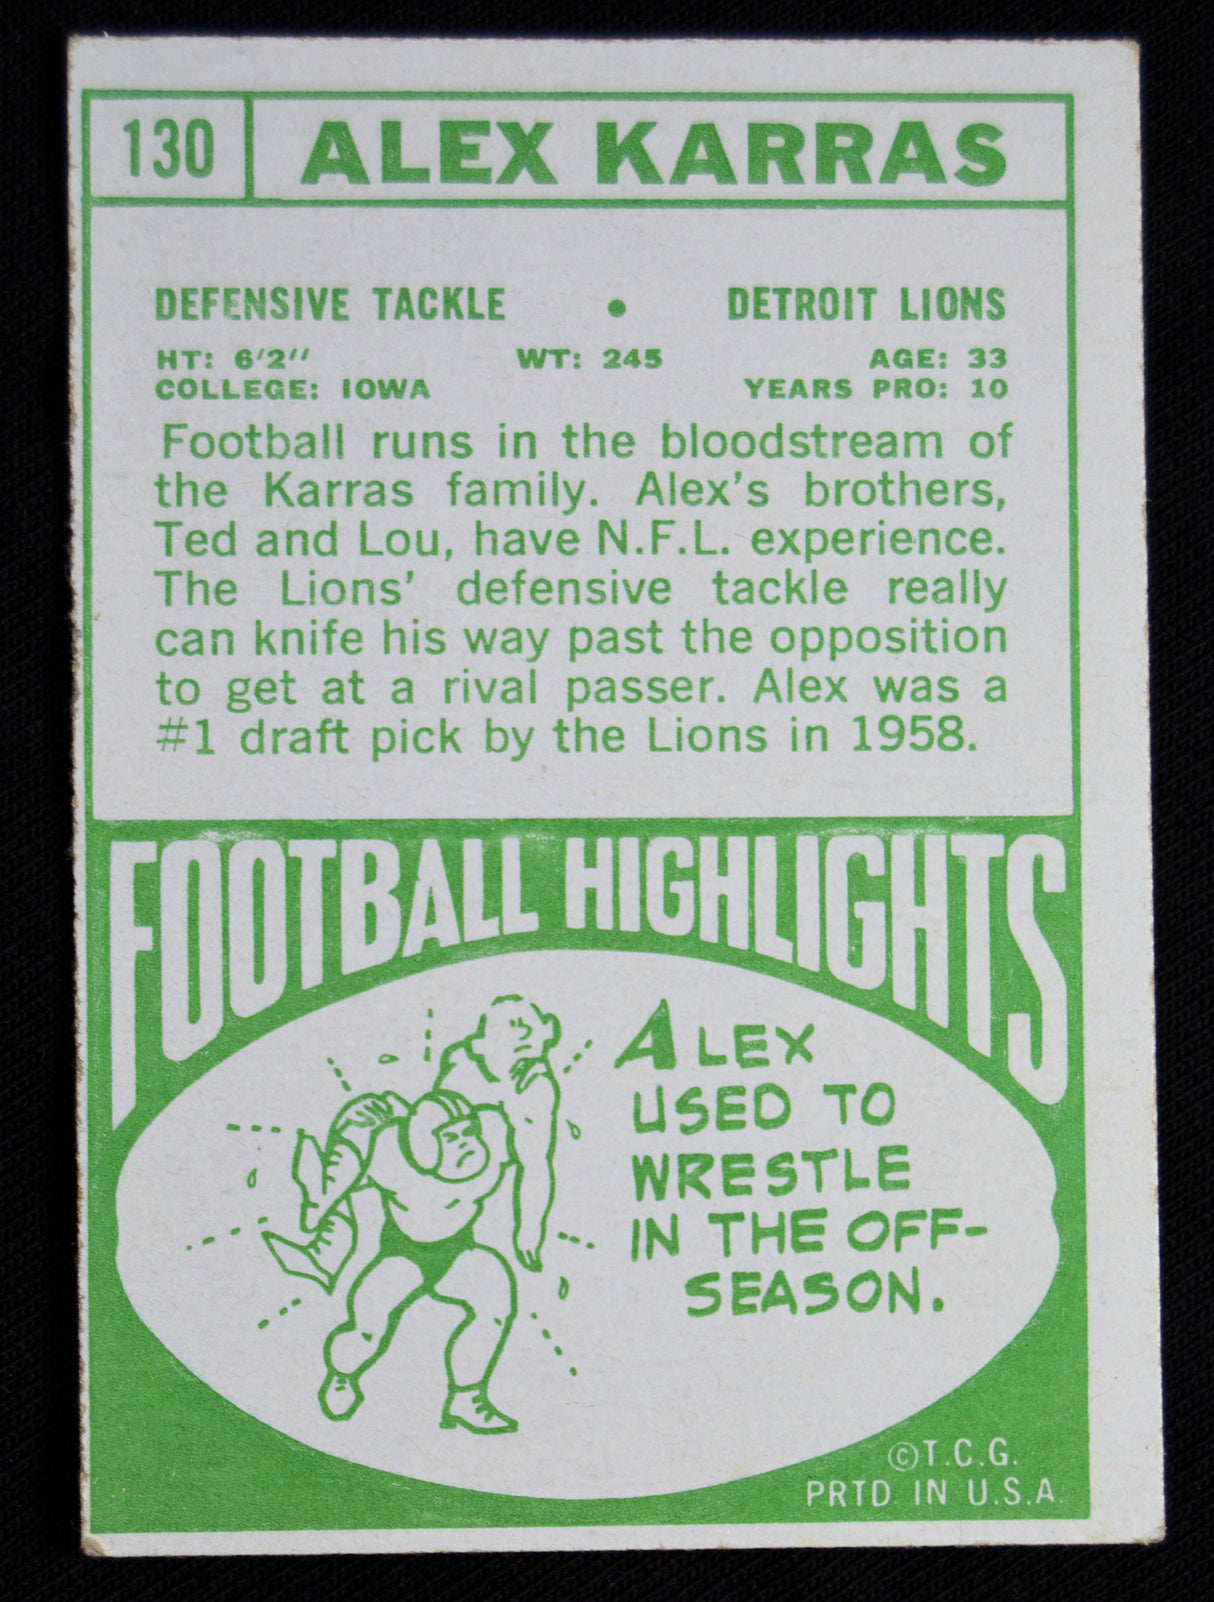 130 ALEX KARRAS
DEFENSIVE TACKLE • DETROIT LIONS
HT: 6'2'' WT: 245 AGE: 33
COLLEGE: IOWA YEARS PRO: 10
Football runs in the bloodstream of
the Karras family. Alex's brothers,
Ted and Lou, have N.F.L. experience.
The Lions' defensive tackle really
can knife his way past the opposition
to get at a rival passer. Alex was a
#1 draft pick by the Lions in 1958.
FOOTBALL HIGHLIGHTS
ALEX
USED TO
WRESTLE
IN THE OFF-
SEASON.
©T.C.G.
PRTD. IN U.S.A.